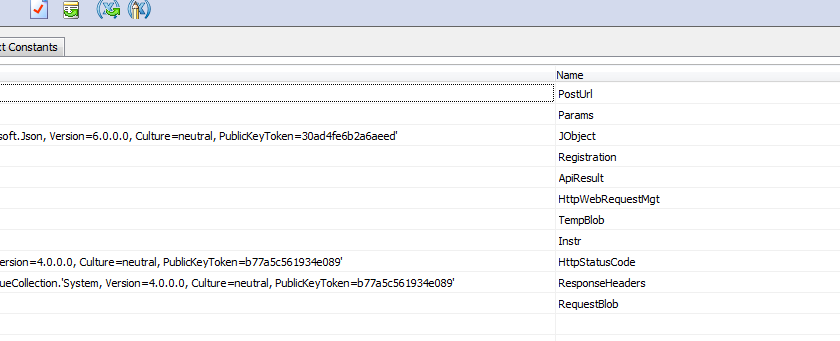 ct Constants
Name
PostUrl
Params
soft.Json, Version=6.0.0.0, Culture=neutral, PublicKeyToken=30ad4fe6b2a6aeed' JObject
Registration
ApiResult
HttpWebRequestMgt
TempBlob
Instr
ersion=4.0.0.0, Culture=neutral, PublicKeyToken=b77a5c561934e089' HttpStatusCode
ueCollection.'System, Version=4.0.0.0, Culture=neutral, PublicKeyToken=b77a5c561934e089' ResponseHeaders
RequestBlob